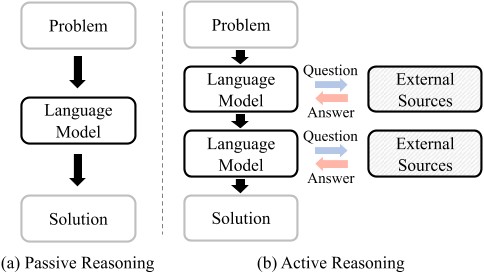 Problem
Language
Model
Solution
(a) Passive Reasoning
Problem
Language
Model
Question
Answer
External
Sources
Language
Model
Question
Answer
External
Sources
Solution
(b) Active Reasoning